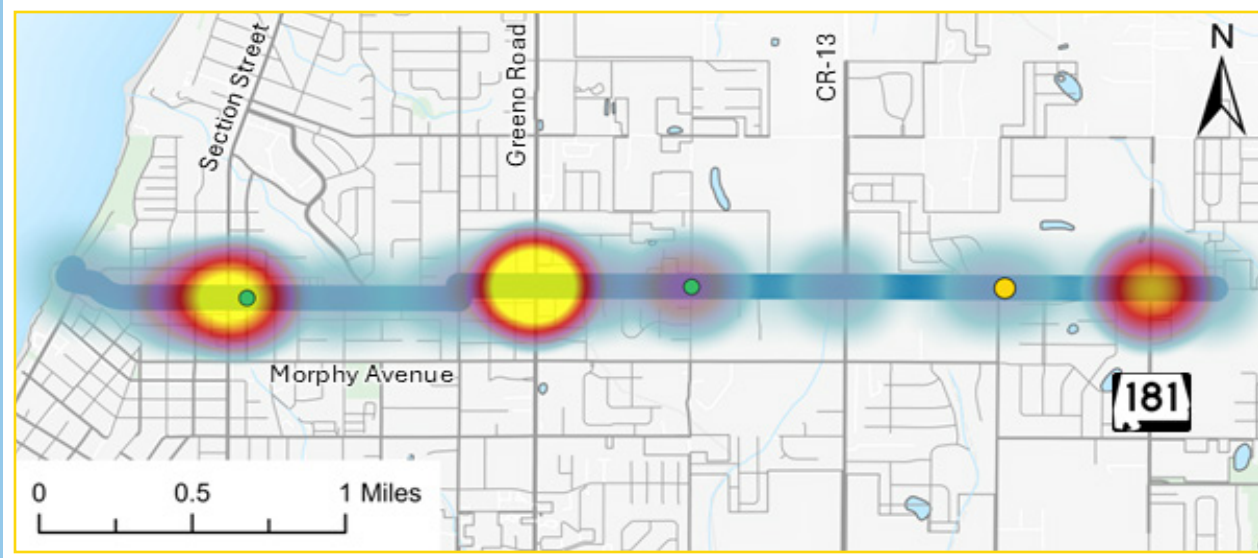 Section Street
Greeno Road
CR-13
N
Morphy Avenue
181
0 0.5 1 Miles